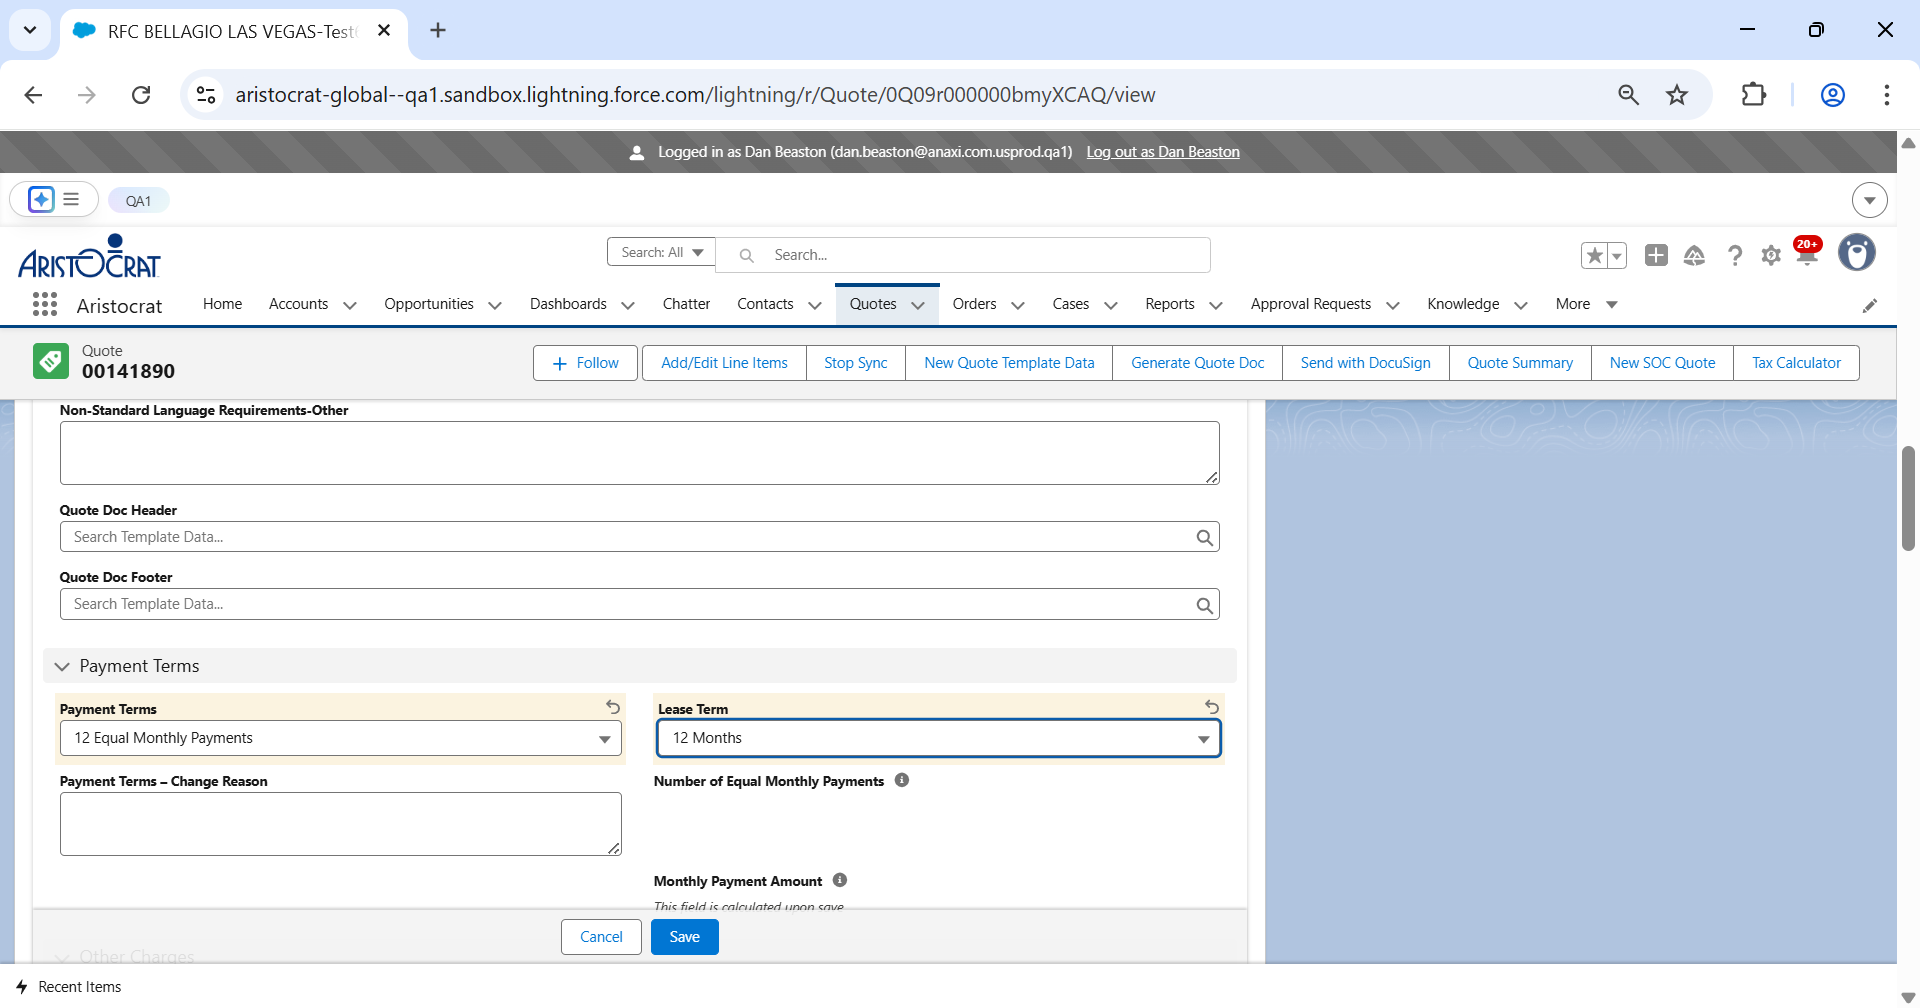 RFC BELLAGIO LAS VEGAS-Test
aristocrat-global--qa1.sandbox.lightning.force.com/lightning/r/Quote/0Q09r000000bmyXCAQ/view
Logged in as Dan Beaston (dan.beaston@anaxi.com.usprod.qa1) Log out as Dan Beaston
QA1
ARISTOCRAT
Search: All Search...
20+
Aristocrat Home Accounts Opportunities Dashboards Chatter Contacts Quotes Orders Cases Reports Approval Requests Knowledge More
Quote
00141890
Follow Add/Edit Line Items Stop Sync New Quote Template Data Generate Quote Doc Send with DocuSign Quote Summary New SOC Quote Tax Calculator
Non-Standard Language Requirements-Other
Quote Doc Header
Search Template Data...
Quote Doc Footer
Search Template Data...
Payment Terms
Payment Terms Lease Term
12 Equal Monthly Payments 12 Months
Payment Terms – Change Reason Number of Equal Monthly Payments
Monthly Payment Amount
This field is calculated upon save
Cancel Save
Other Charges
Recent Items